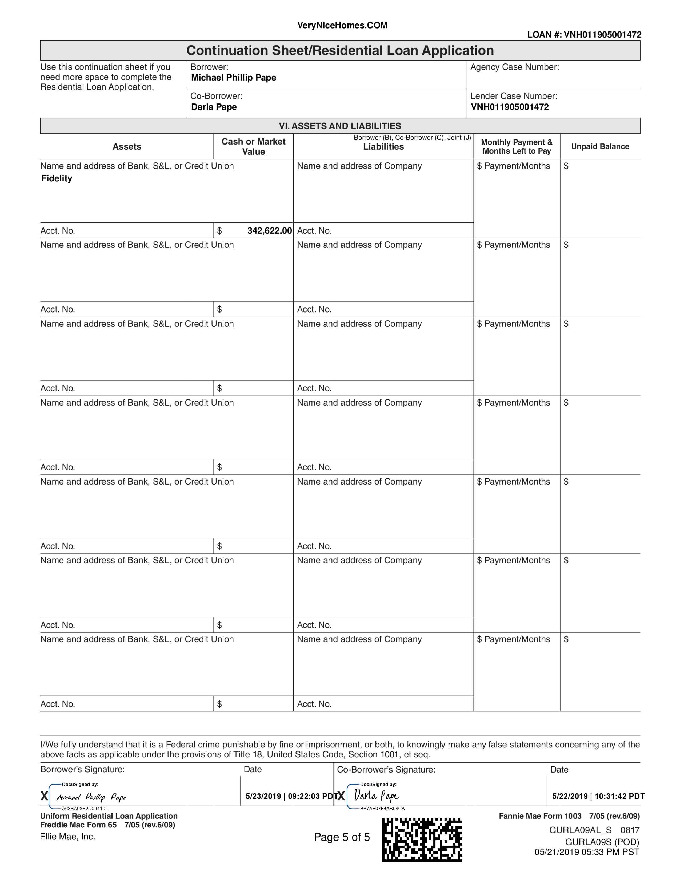 VeryNiceHomes.COM
LOAN #: VNH011905001472
Continuation Sheet/Residential Loan Application
Use this continuation sheet if you need more space to complete the Residential Loan Application.
Borrower:
Michael Phillip Pape
Agency Case Number:
Co-Borrower:
Darla Pape
Lender Case Number:
VNH011905001472
VI. ASSETS AND LIABILITIES
Borrower (B), Co-Borrower (C), Joint (J)
Assets
Cash or Market Value
Liabilities
Monthly Payment & Months Left to Pay
Unpaid Balance
Name and address of Bank, S&L, or Credit Union
Name and address of Company
$ Payment/Months
$
Fidelity
Acct. No.
$ 342,622.00
Acct. No.
Name and address of Bank, S&L, or Credit Union
Name and address of Company
$ Payment/Months
$
Acct. No.
$
Acct. No.
Name and address of Bank, S&L, or Credit Union
Name and address of Company
$ Payment/Months
$
Acct. No.
$
Acct. No.
Name and address of Bank, S&L, or Credit Union
Name and address of Company
$ Payment/Months
$
Acct. No.
$
Acct. No.
Name and address of Bank, S&L, or Credit Union
Name and address of Company
$ Payment/Months
$
Acct. No.
$
Acct. No.
Name and address of Bank, S&L, or Credit Union
Name and address of Company
$ Payment/Months
$
Acct. No.
$
Acct. No.
Name and address of Bank, S&L, or Credit Union
Name and address of Company
$ Payment/Months
$
Acct. No.
$
Acct. No.
I/We fully understand that it is a Federal crime punishable by fine or imprisonment, or both, to knowingly make any false statements concerning any of the above facts as applicable under the provisions of Title 18, United States Code, Section 1001, et seq.
Borrower's Signature:
Date
Co-Borrower's Signature:
Date
DocuSigned by:
X Michael Phillip Pape
5/23/2019 | 09:22:03 PDT
DocuSigned by:
X Darla Pape
5/22/2019 | 10:31:42 PDT
Uniform Residential Loan Application
Freddie Mac Form 65 7/05 (rev.6/09)
Fannie Mae Form 1003 7/05 (rev.6/09)
Ellie Mae, Inc.
Page 5 of 5
GURLA09AL S 0817
GURLA09S (POD)
05/21/2019 05:33 PM PST